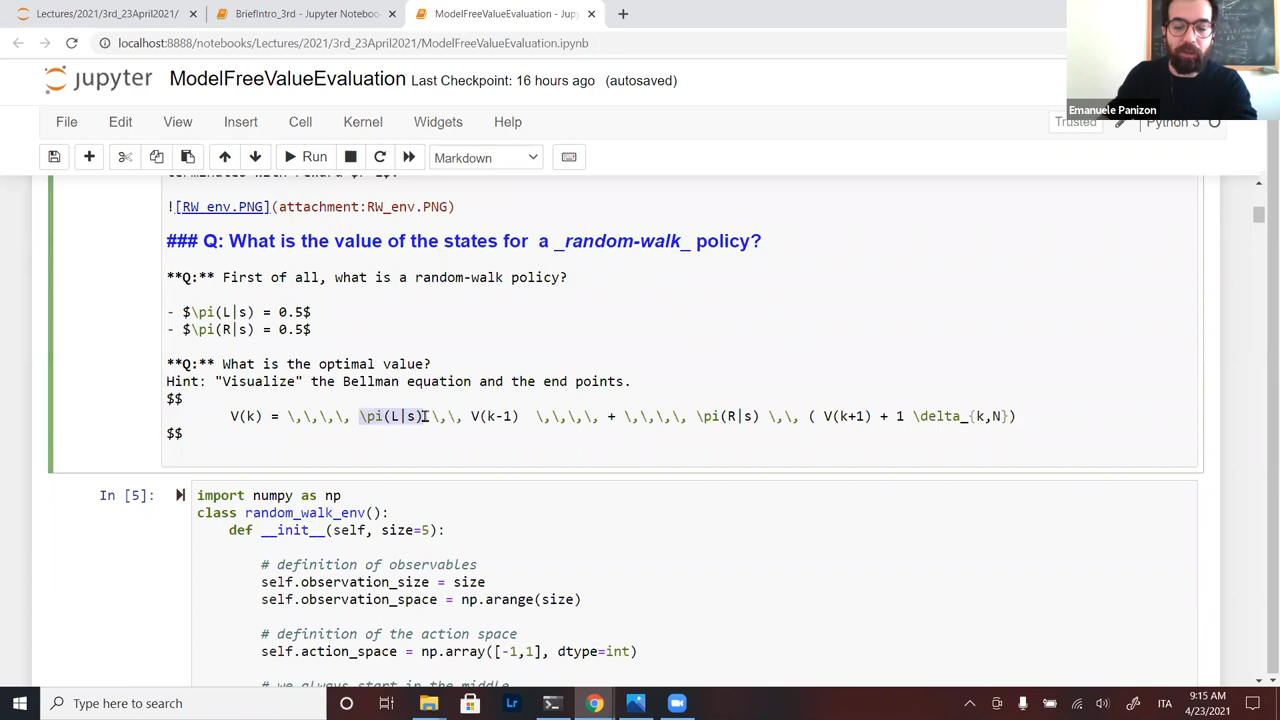 Lectures/2021/3rd_23April2021/
BriefIntro_3rd - Jupyter Notebo
ModelFreeValueEvaluation - Jup
localhost:8888/notebooks/Lectures/2021/3rd_23April2021/ModelFreeValueEvaluation.ipynb
Emanuele Panizon
jupyter ModelFreeValueEvaluation Last Checkpoint: 16 hours ago (autosaved)
File Edit View Insert Cell Kernel Widgets Help Trusted Python 3
Run Markdown
![RW_env.PNG](attachment:RW_env.PNG)
### Q: What is the value of the states for a _random-walk_ policy?
**Q:** First of all, what is a random-walk policy?
- $\pi(L|s) = 0.5$
- $\pi(R|s) = 0.5$
**Q:** What is the optimal value?
Hint: "Visualize" the Bellman equation and the end points.
$$
V(k) = \,\,\,\, \pi(L|s) \,\, V(k-1) \,\,\,\, + \,\,\,\, \pi(R|s) \,\, ( V(k+1) + 1 \delta_{k,N})
$$
In [5]:
import numpy as np
class random_walk_env():
def __init__(self, size=5):
# definition of observables
self.observation_size = size
self.observation_space = np.arange(size)
# definition of the action space
self.action_space = np.array([-1,1], dtype=int)
# we always start in the middle
Type here to search
ITA
9:15 AM
4/23/2021